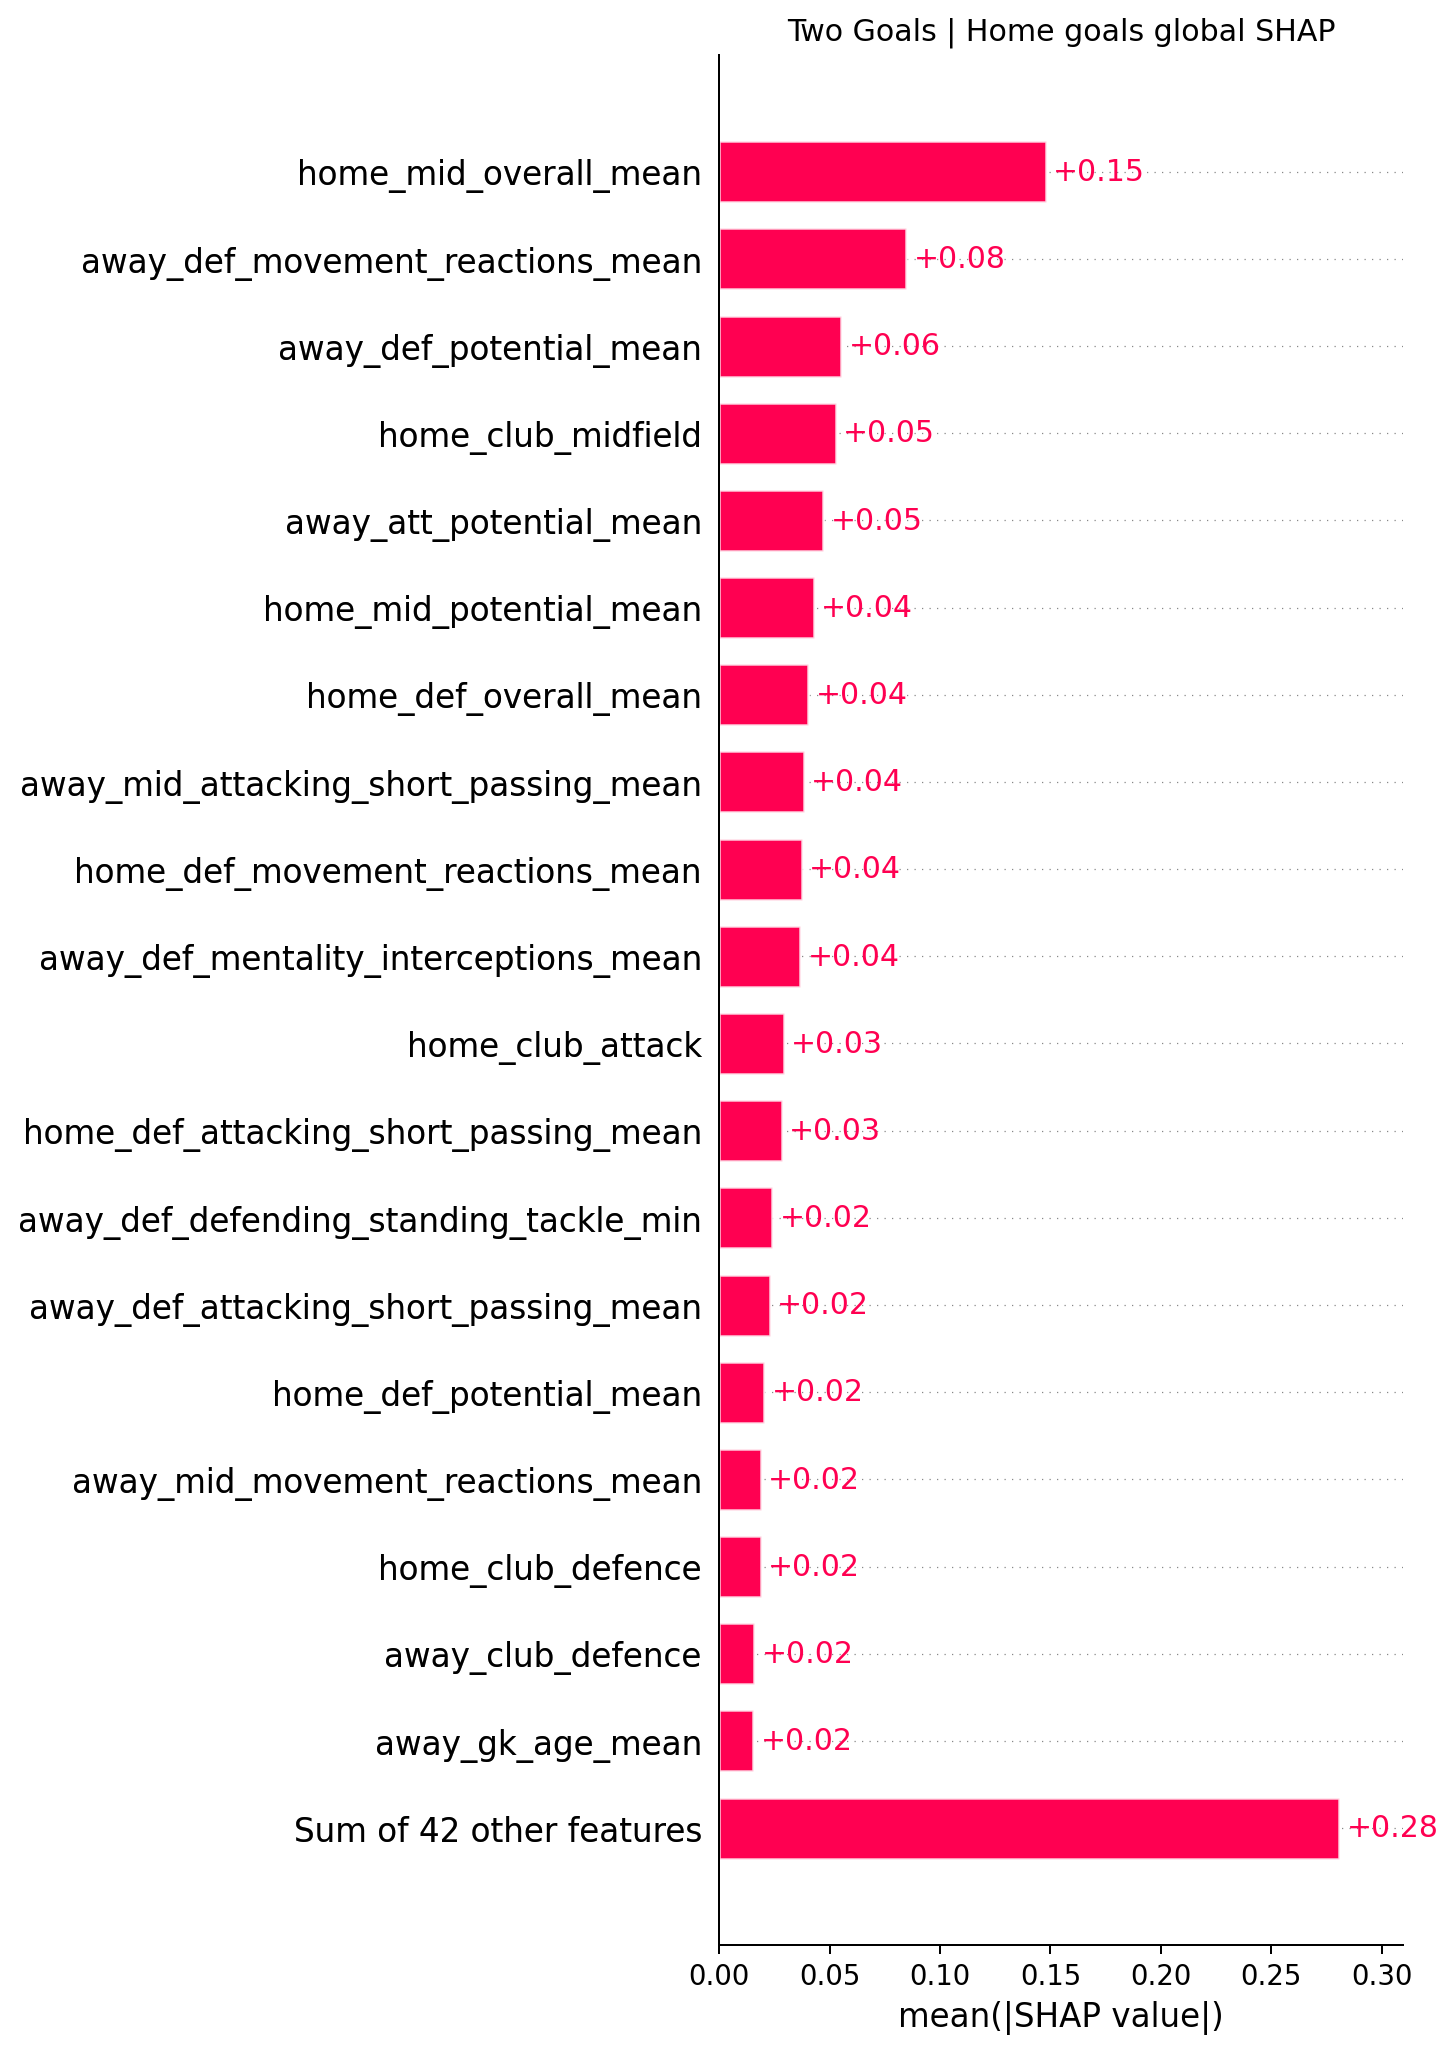 Two Goals | Home goals global SHAP
home_mid_overall_mean +0.15
away_def_movement_reactions_mean +0.08
away_def_potential_mean +0.06
home_club_midfield +0.05
away_att_potential_mean +0.05
home_mid_potential_mean +0.04
home_def_overall_mean +0.04
away_mid_attacking_short_passing_mean +0.04
home_def_movement_reactions_mean +0.04
away_def_mentality_interceptions_mean +0.04
home_club_attack +0.03
home_def_attacking_short_passing_mean +0.03
away_def_defending_standing_tackle_min +0.02
away_def_attacking_short_passing_mean +0.02
home_def_potential_mean +0.02
away_mid_movement_reactions_mean +0.02
home_club_defence +0.02
away_club_defence +0.02
away_gk_age_mean +0.02
Sum of 42 other features +0.28
0.00 0.05 0.10 0.15 0.20 0.25 0.30
mean(|SHAP value|)